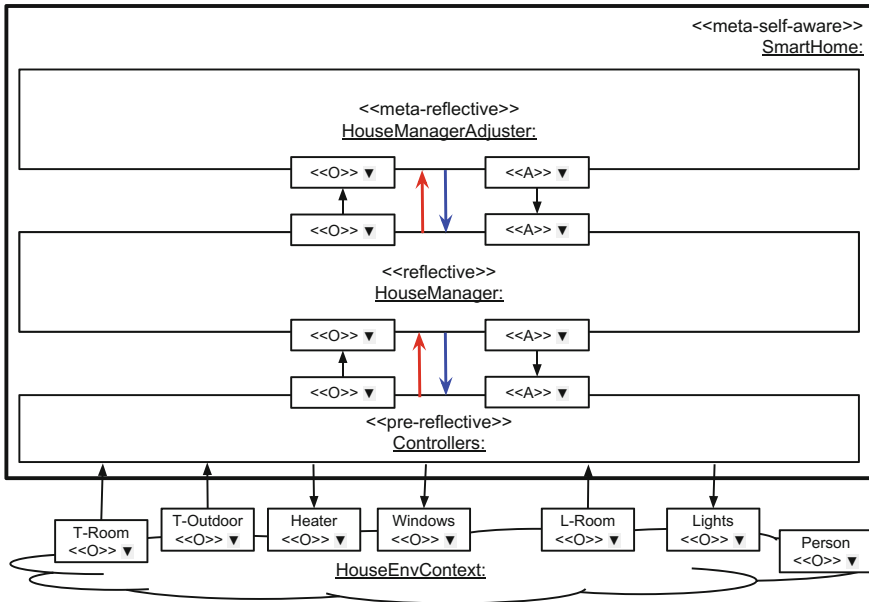 <<meta-self-aware>>
SmartHome:
<<meta-reflective>>
HouseManagerAdjuster:
<<O>> ▼
<<A>> ▼
<<O>> ▼
<<A>> ▼
<<reflective>>
HouseManager:
<<O>> ▼
<<A>> ▼
<<O>> ▼
<<A>> ▼
<<pre-reflective>>
Controllers:
T-Room
<<O>> ▼
T-Outdoor
<<O>> ▼
Heater
<<O>> ▼
Windows
<<O>> ▼
L-Room
<<O>> ▼
Lights
<<O>> ▼
Person
<<O>> ▼
HouseEnvContext: